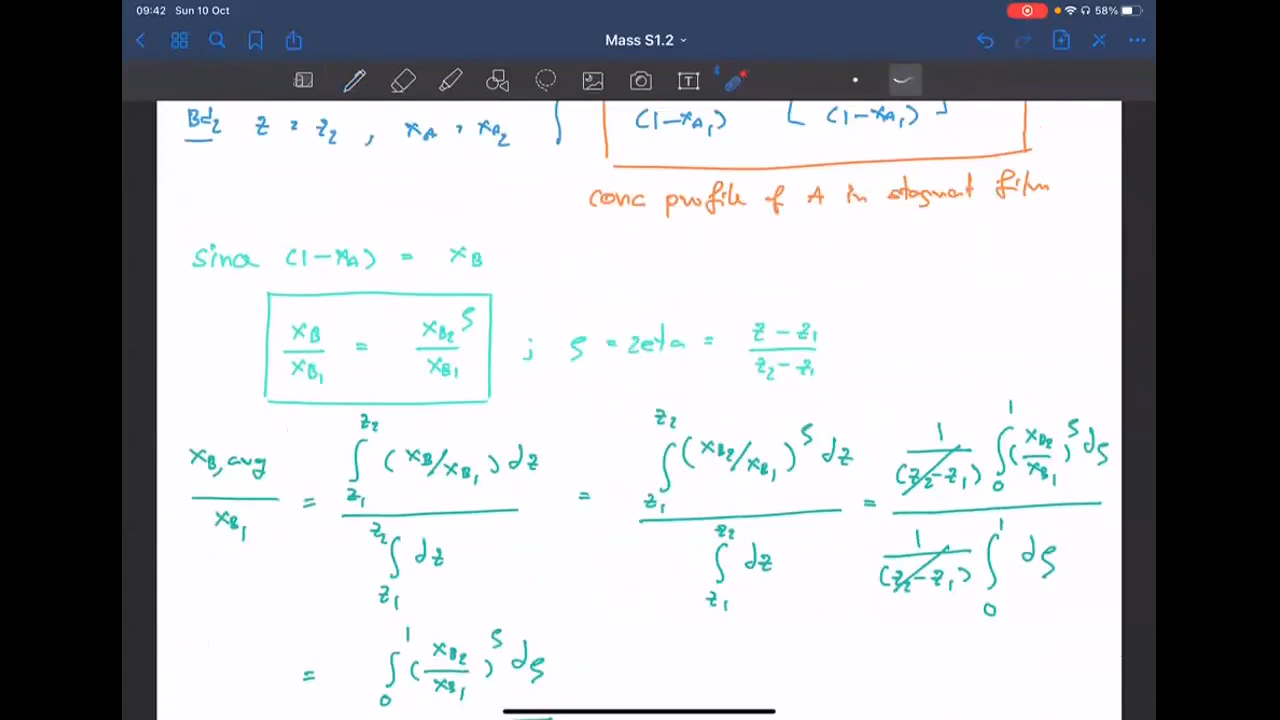 09:42 Sun 10 Oct 58%
Mass S1.2
Bd2 z = z2 , xA = xA2 (1-xA1) [ (1-xA1) ]
conc profile of A in stagnant film
since (1-xA) = xB
xB/xB1 = xB2^ζ/xB1 ; ζ = zeta = (z - z1)/(z2 - z1)
xB,avg/xB1 = ∫z1^z2 (xB/xB1) dz / ∫z1^z2 dz = ∫z1^z2 (xB2/xB1)^ζ dz / ∫z1^z2 dz = 1/(z2-z1) ∫0^1 (xB2/xB1)^ζ dζ / 1/(z2-z1) ∫0^1 dζ
= ∫0^1 (xB2/xB1)^ζ dζ